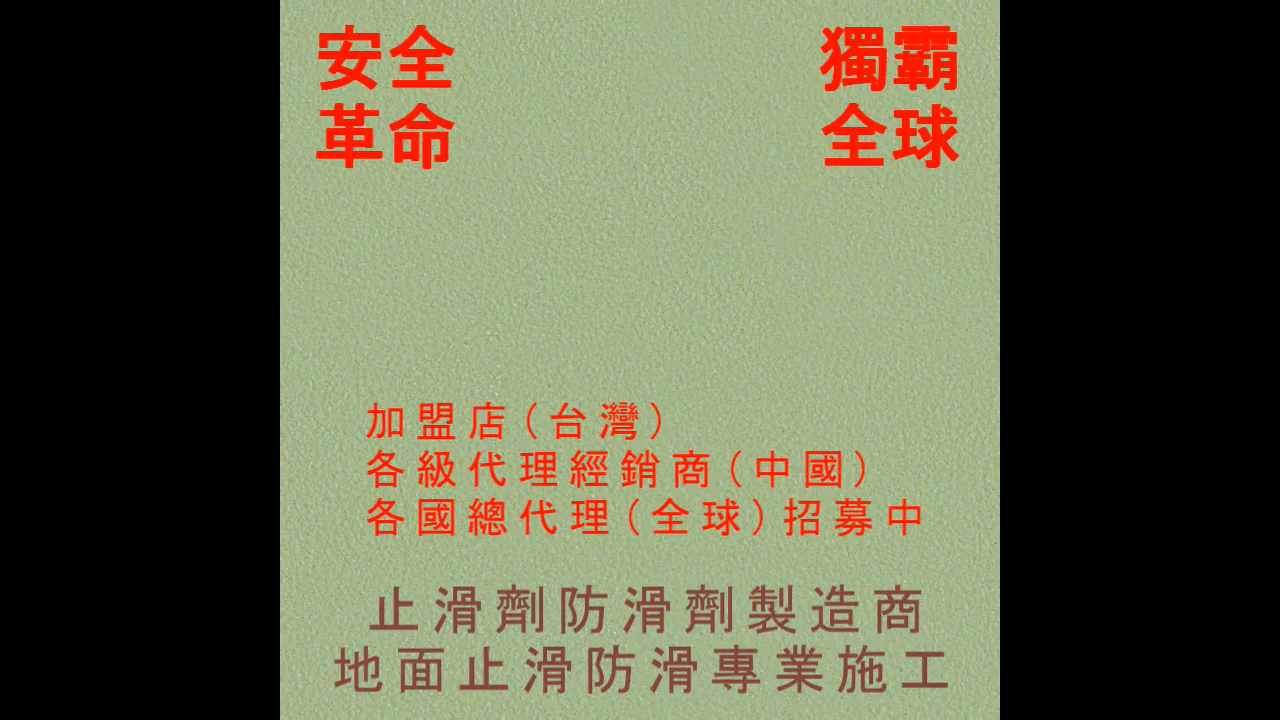 安全
革命
獨霸
全球
加盟店(台灣)
各級代理經銷商(中國)
各國總代理(全球)招募中
止滑劑防滑劑製造商
地面止滑防滑專業施工